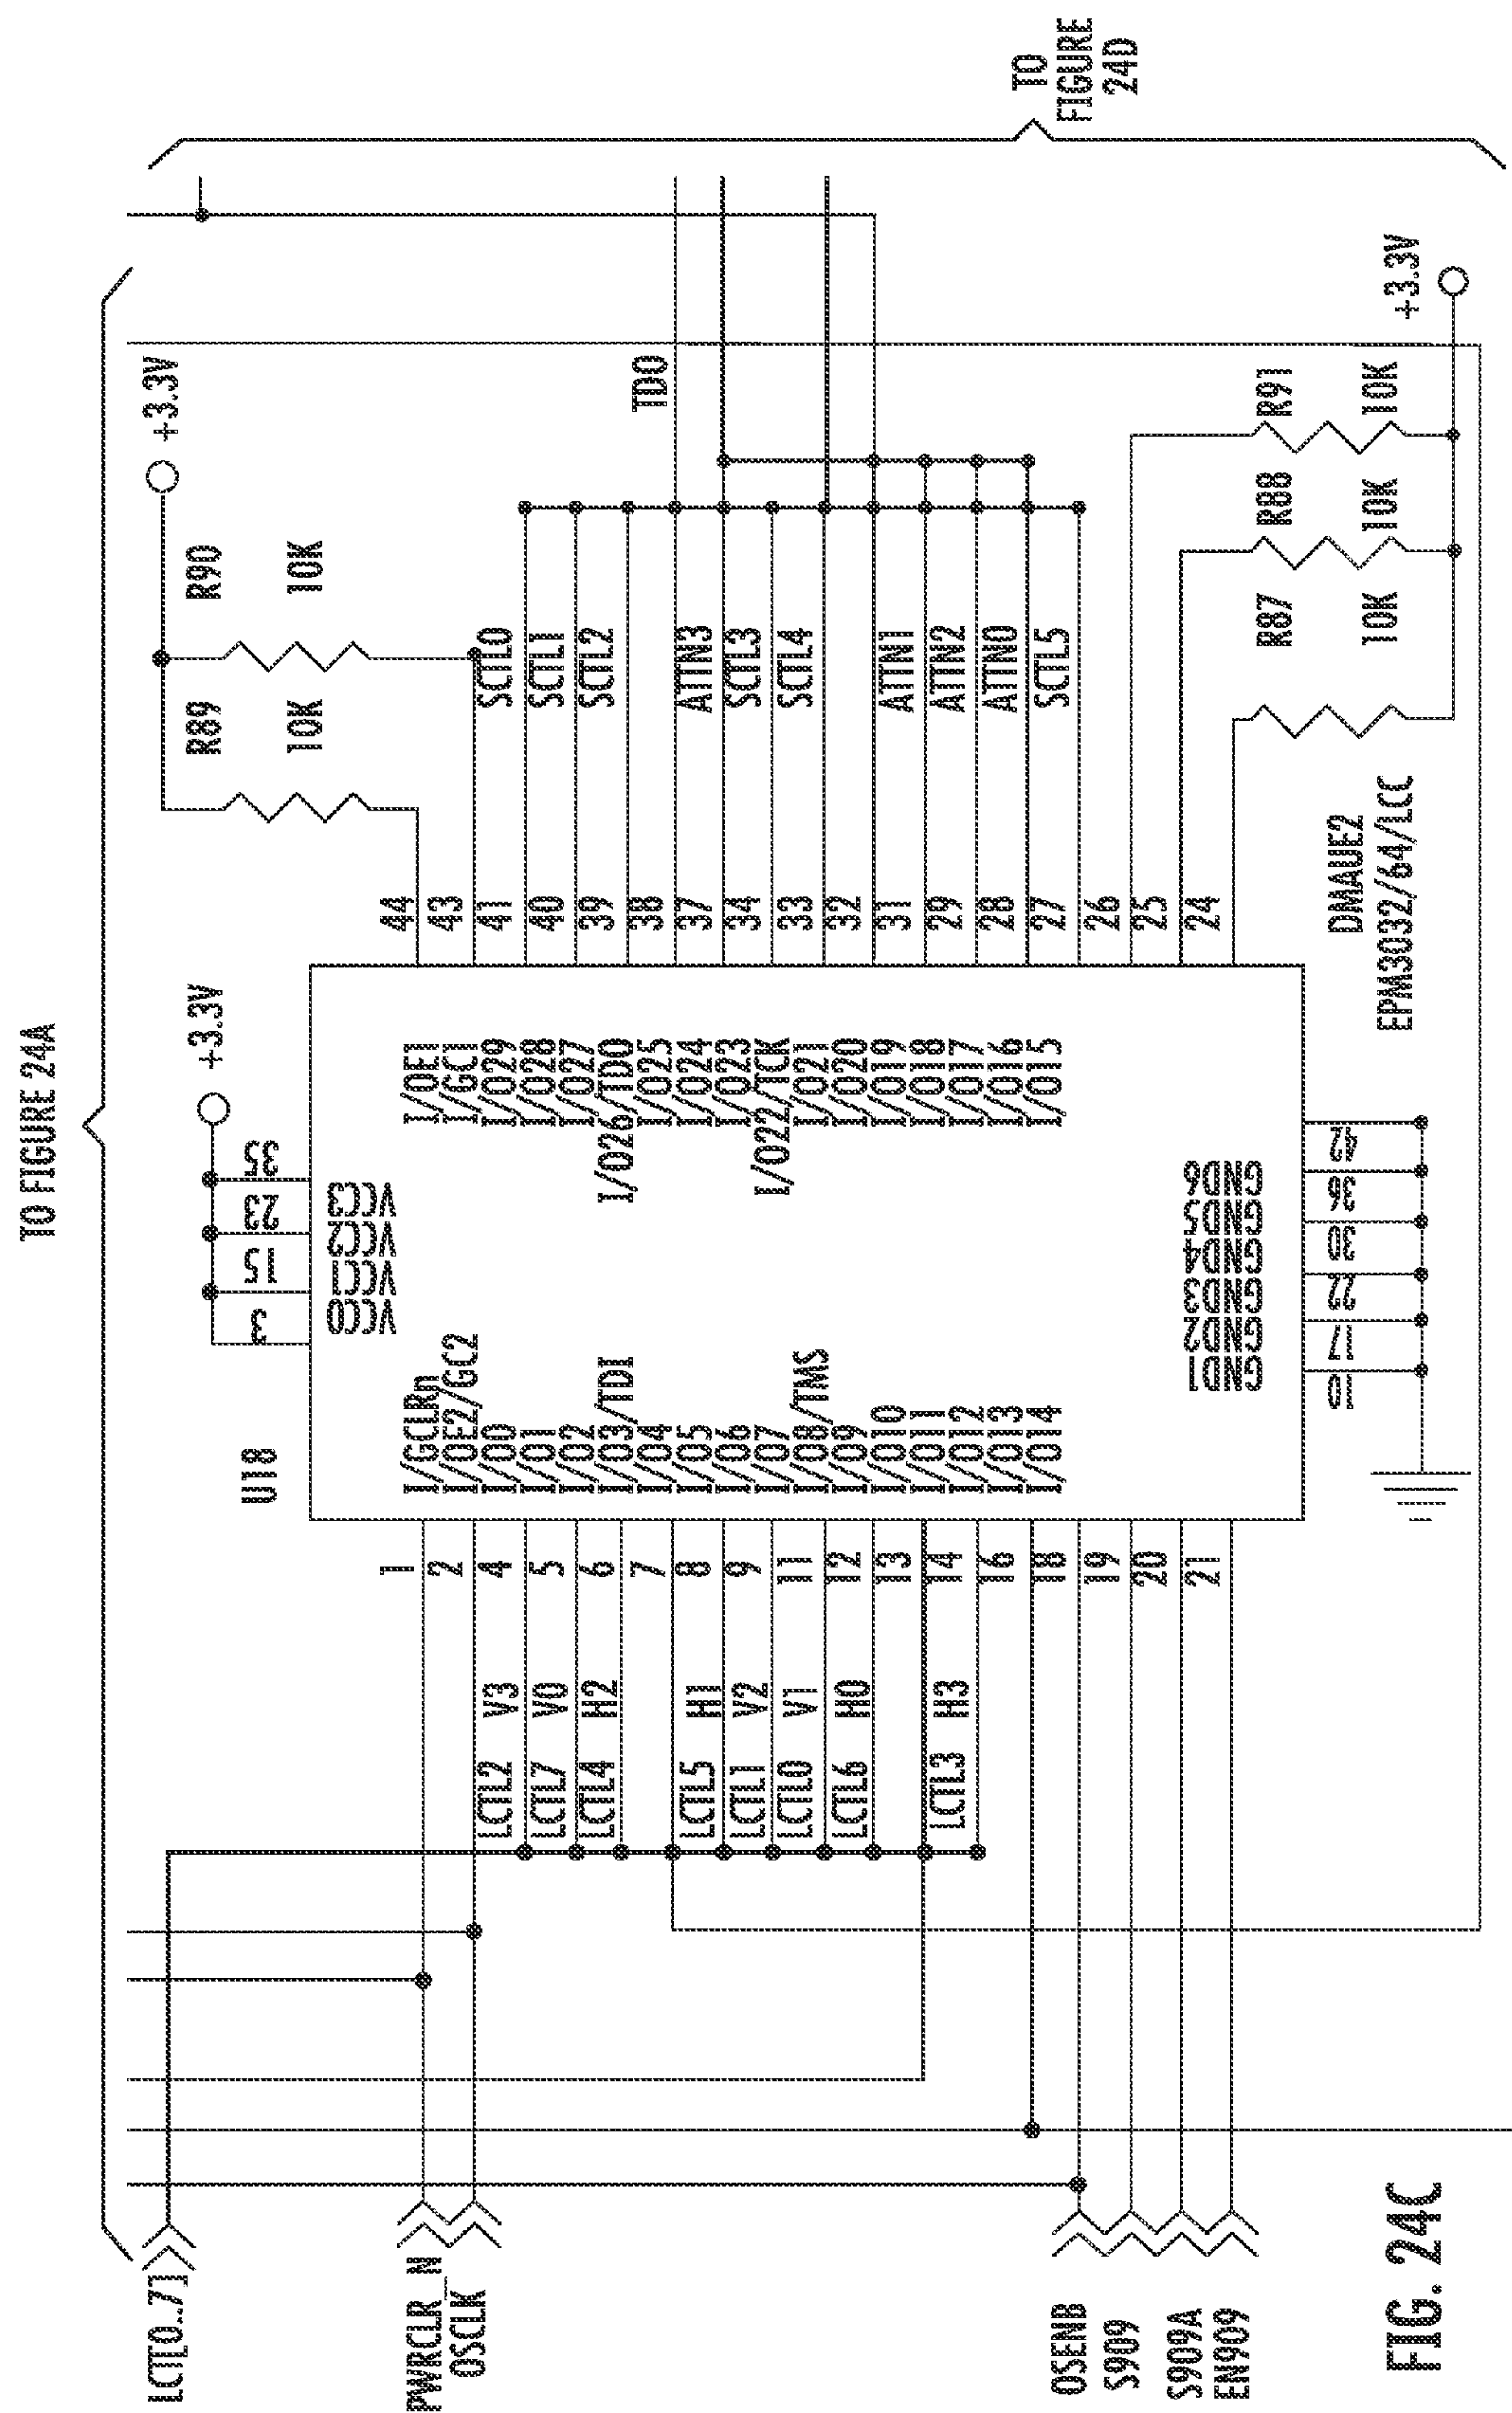 TO FIGURE 24A
TO
FIGURE
24D
+3.3V
+3.3V
+3.3V
R89
10K
R90
10K
TDO
U18
PWRCLK_N
OSCLK
LCTL[0..7]
OSENB
S909
S909A
EN909
LCTL2 V3
LCTL7 V0
LCTL4 H2
LCTL5 H1
LCTL1 V2
LCTL0 V1
LCTL6 H0
LCTL3 H3
1
2
4
5
6
7
8
9
11
12
13
14
16
18
19
20
21
I/GCLRn
I/OE2/GC2
I/O0
I/O1
I/O2
I/O3/TDI
I/O4
I/O5
I/O6
I/O7
I/O8/TMS
I/O9
I/O10
I/O11
I/O12
I/O13
I/O14
3
15
23
35
VCC0
VCC1
VCC2
VCC3
I/OE1
I/GC1
I/O29
I/O28
I/O27
I/O26/TDO
I/O25
I/O24
I/O23
I/O22/TCK
I/O21
I/O20
I/O19
I/O18
I/O17
I/O16
I/O15
44
43
41
40
39
38
37
34
33
32
31
29
28
27
26
25
24
SCTL0
SCTL1
SCTL2
ATTN3
SCTL3
SCTL4
ATTN1
ATTN2
ATTN0
SCTL5
GND1
GND2
GND3
GND4
GND5
GND6
10
17
22
30
36
42
R87
10K
R88
10K
R91
10K
DMAUE2
EPM3032/64/LCC
FIG. 24C